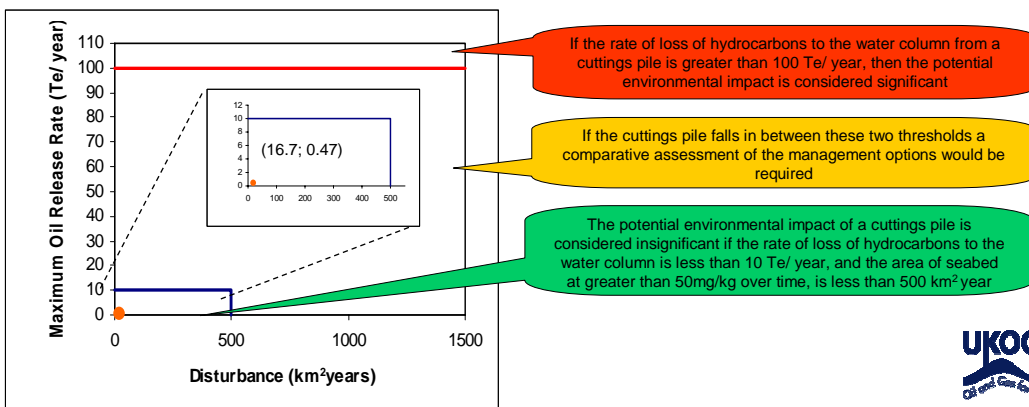 Maximum Oil Release Rate (Te/ year)
110
100
90
80
70
60
50
40
30
20
10
0
0
500
1000
1500
Disturbance (km²years)
12
10
8
6
4
2
0
0
100
200
300
400
500
(16.7; 0.47)
If the rate of loss of hydrocarbons to the water column from a
cuttings pile is greater than 100 Te/ year, then the potential
environmental impact is considered significant
If the cuttings pile falls in between these two thresholds a
comparative assessment of the management options would be
required
The potential environmental impact of a cuttings pile is
considered insignificant if the rate of loss of hydrocarbons to the
water column is less than 10 Te/ year, and the area of seabed
at greater than 50mg/kg over time, is less than 500 km² year
UKOO
Oil and Gas for